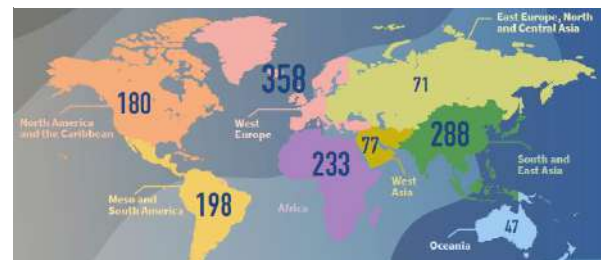 East Europe, North
and Central Asia
358
71
180
North America
and the Caribbean
West
Europe
288
77
233
South and
East Asia
West
Asia
Meso and
South America
198
Africa
47
Oceania